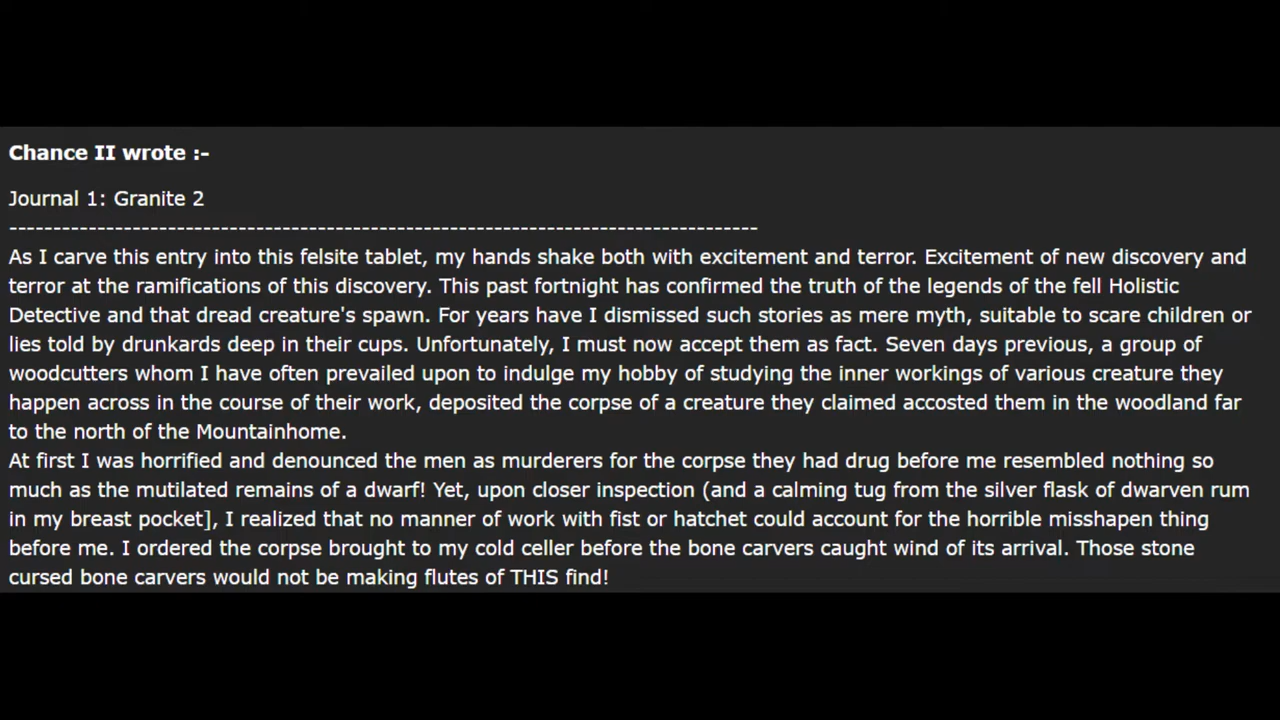 Chance II wrote :-
Journal 1: Granite 2
------------------------------------------------------------------------------------
As I carve this entry into this felsite tablet, my hands shake both with excitement and terror. Excitement of new discovery and
terror at the ramifications of this discovery. This past fortnight has confirmed the truth of the legends of the fell Holistic
Detective and that dread creature's spawn. For years have I dismissed such stories as mere myth, suitable to scare children or
lies told by drunkards deep in their cups. Unfortunately, I must now accept them as fact. Seven days previous, a group of
woodcutters whom I have often prevailed upon to indulge my hobby of studying the inner workings of various creature they
happen across in the course of their work, deposited the corpse of a creature they claimed accosted them in the woodland far
to the north of the Mountainhome.
At first I was horrified and denounced the men as murderers for the corpse they had drug before me resembled nothing so
much as the mutilated remains of a dwarf! Yet, upon closer inspection (and a calming tug from the silver flask of dwarven rum
in my breast pocket], I realized that no manner of work with fist or hatchet could account for the horrible misshapen thing
before me. I ordered the corpse brought to my cold celler before the bone carvers caught wind of its arrival. Those stone
cursed bone carvers would not be making flutes of THIS find!